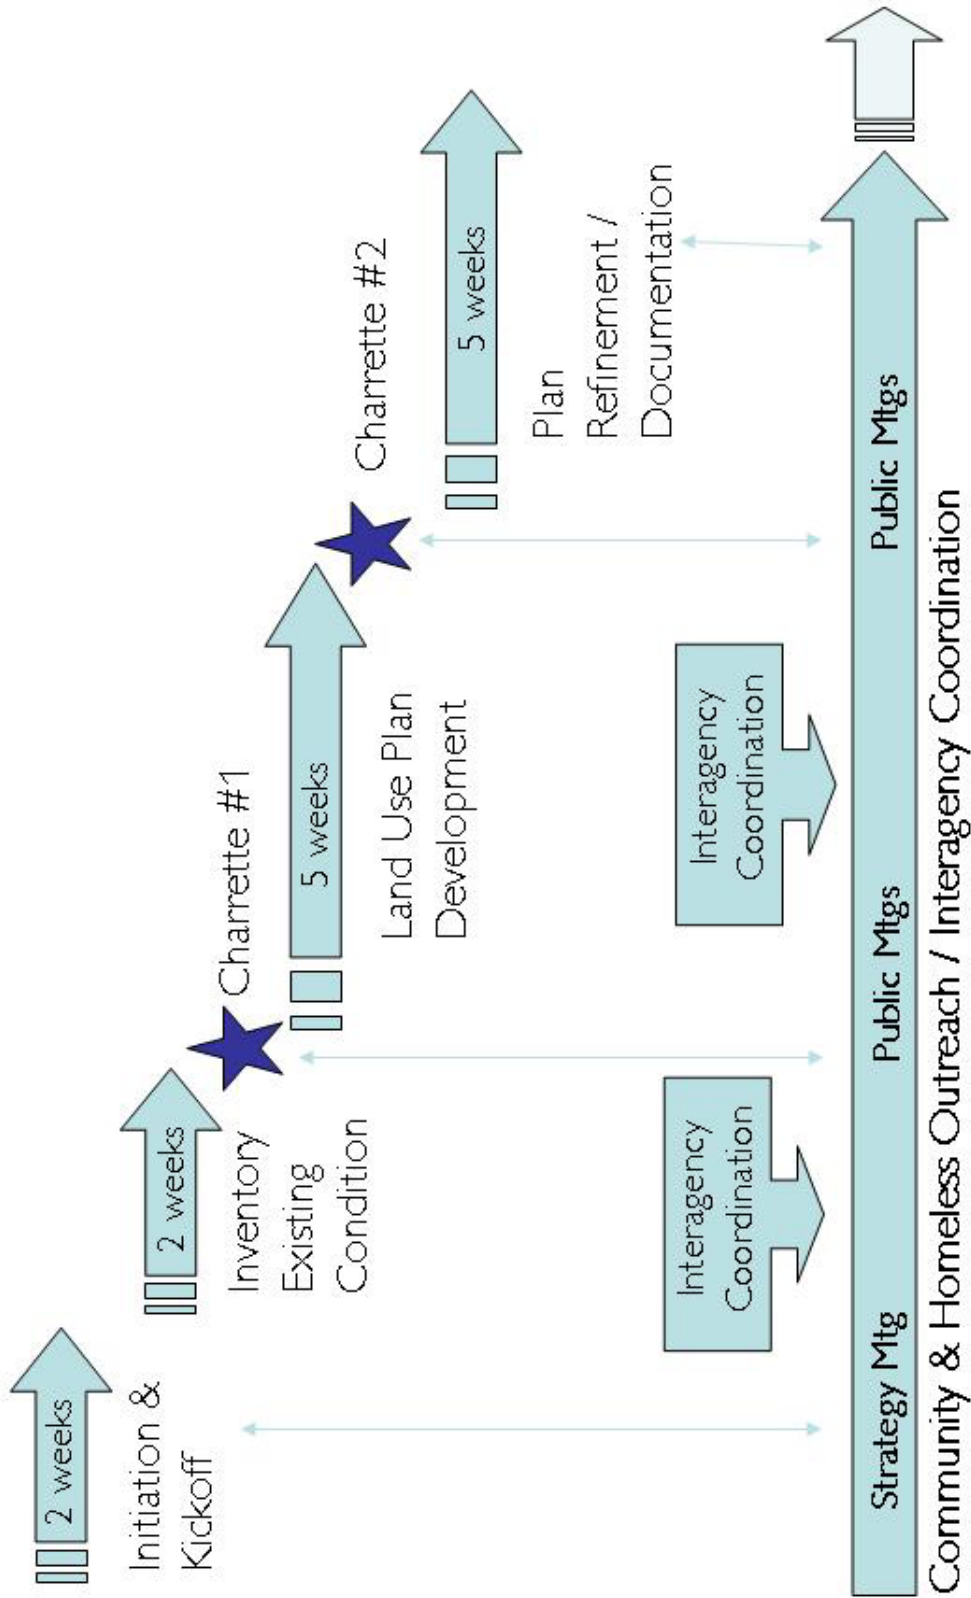 2 weeks
Initiation &
Kickoff
2 weeks
Inventory
Existing
Condition
Charrette #1
5 weeks
Land Use Plan
Development
Charrette #2
5 weeks
Plan
Refinement /
Documentation
Interagency
Coordination
Interagency
Coordination
Strategy Mtg
Public Mtgs
Public Mtgs
Community & Homeless Outreach / Interagency Coordination